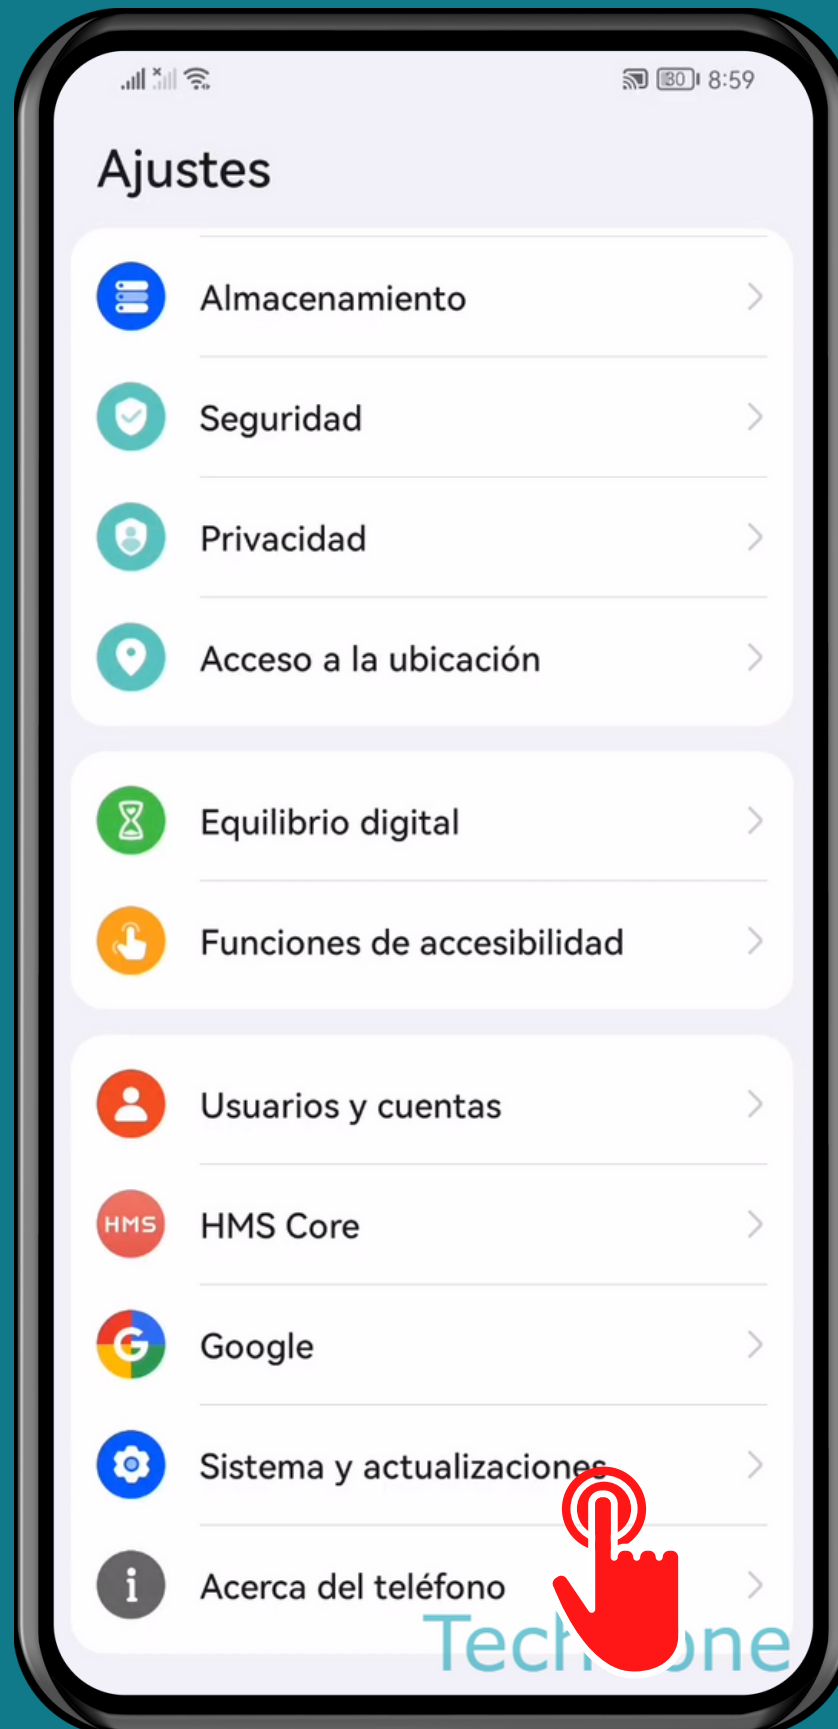 80 8:59
Ajustes
Almacenamiento
Seguridad
Privacidad
Acceso a la ubicación
Equilibrio digital
Funciones de accesibilidad
Usuarios y cuentas
HMS HMS Core
G Google
Sistema y actualizaciones
i Acerca del teléfono